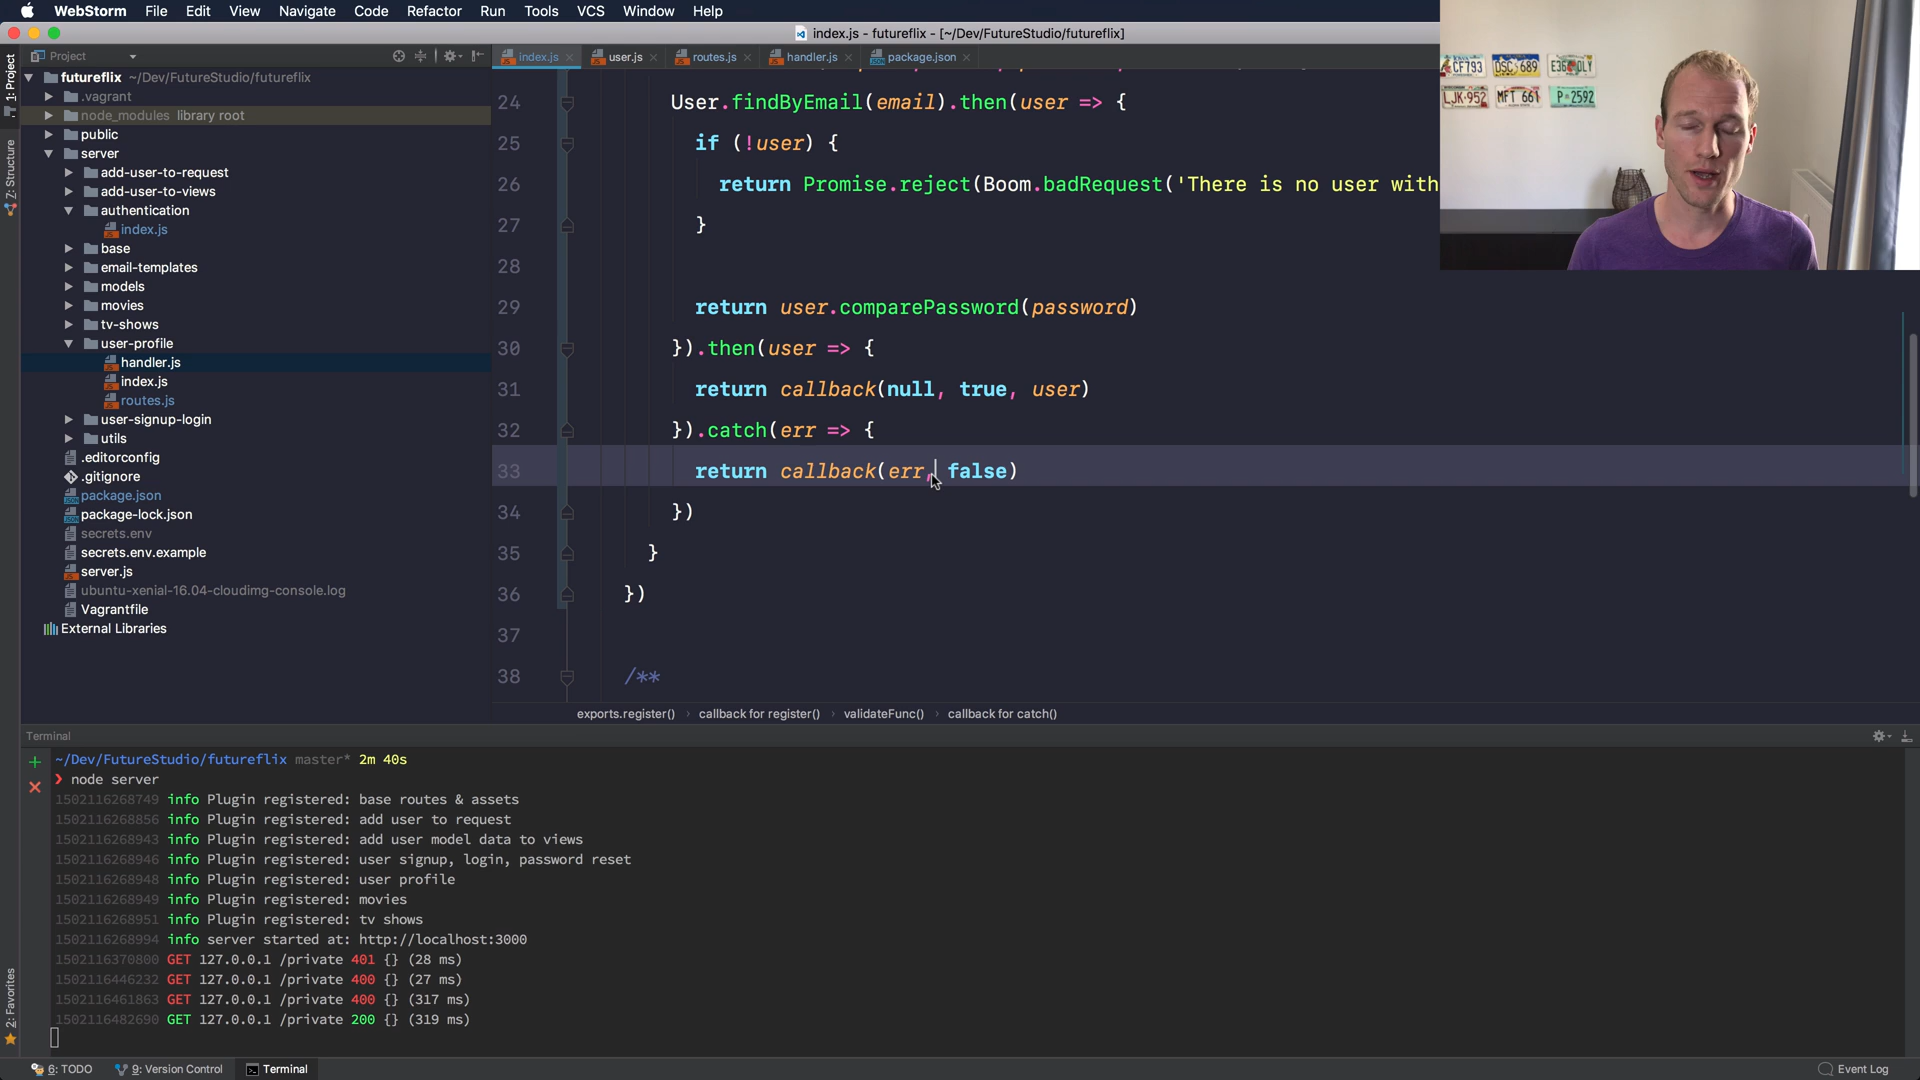 WebStorm File Edit View Navigate Code Refactor Run Tools VCS Window Help
index.js - futureflix - [~/Dev/FutureStudio/futureflix]
Project
index.js user.js routes.js handler.js package.json
1: Project
Z: Structure
2: Favorites
futureflix ~/Dev/FutureStudio/futureflix
.vagrant
node_modules library root
public
server
add-user-to-request
add-user-to-views
authentication
index.js
base
email-templates
models
movies
tv-shows
user-profile
handler.js
index.js
routes.js
user-signup-login
utils
.editorconfig
.gitignore
package.json
package-lock.json
secrets.env
secrets.env.example
server.js
ubuntu-xenial-16.04-cloudimg-console.log
Vagrantfile
External Libraries
24 User.findByEmail(email).then(user => {
25 if (!user) {
26 return Promise.reject(Boom.badRequest('There is no user with
27 }
28
29 return user.comparePassword(password)
30 }).then(user => {
31 return callback(null, true, user)
32 }).catch(err => {
33 return callback(err, false)
34 })
35 }
36 })
37
38 /**
exports.register() › callback for register() › validateFunc() › callback for catch()
CF793 DSC 689
LJK·952 MFT 661 P 2592
Terminal
~/Dev/FutureStudio/futureflix master* 2m 40s
❯ node server
1502116268749 info Plugin registered: base routes & assets
1502116268856 info Plugin registered: add user to request
1502116268943 info Plugin registered: add user model data to views
1502116268946 info Plugin registered: user signup, login, password reset
1502116268948 info Plugin registered: user profile
1502116268949 info Plugin registered: movies
1502116268951 info Plugin registered: tv shows
1502116268994 info server started at: http://localhost:3000
1502116370800 GET 127.0.0.1 /private 401 {} (28 ms)
1502116446232 GET 127.0.0.1 /private 400 {} (27 ms)
1502116461863 GET 127.0.0.1 /private 400 {} (317 ms)
1502116482690 GET 127.0.0.1 /private 200 {} (319 ms)
6: TODO 9: Version Control Terminal Event Log